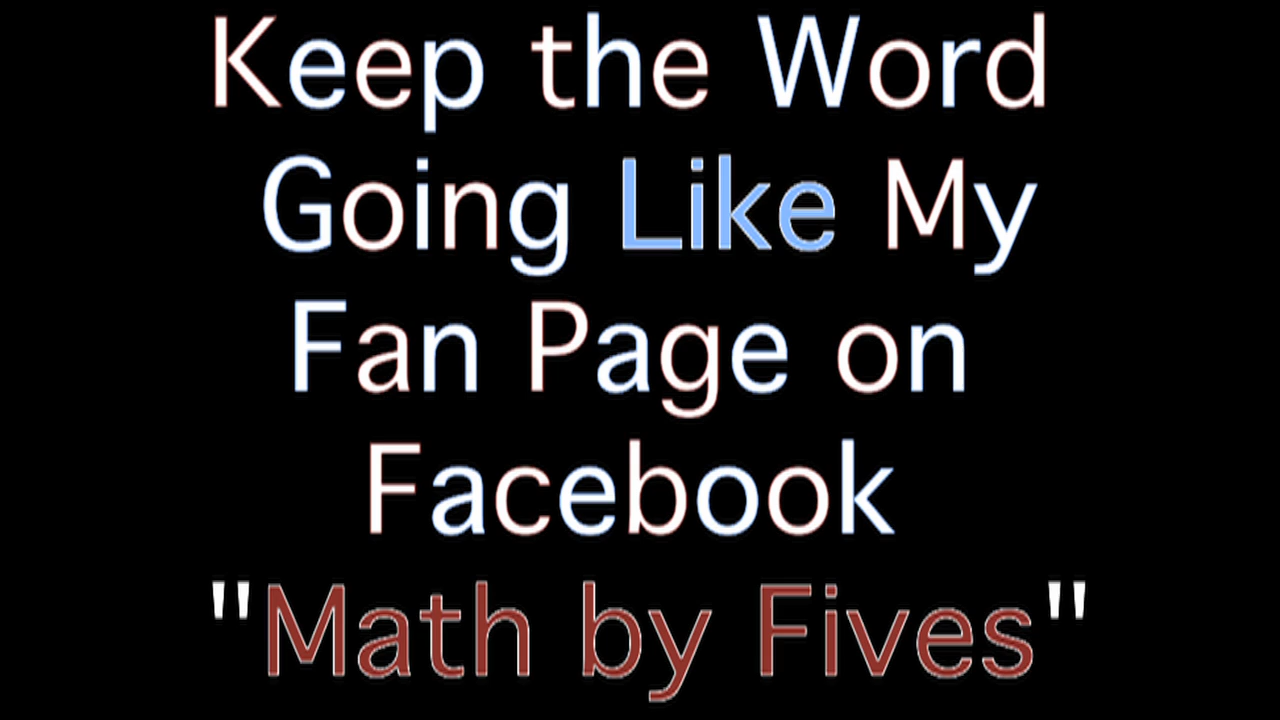 Keep the Word
Going Like My
Fan Page on
Facebook
"Math by Fives"